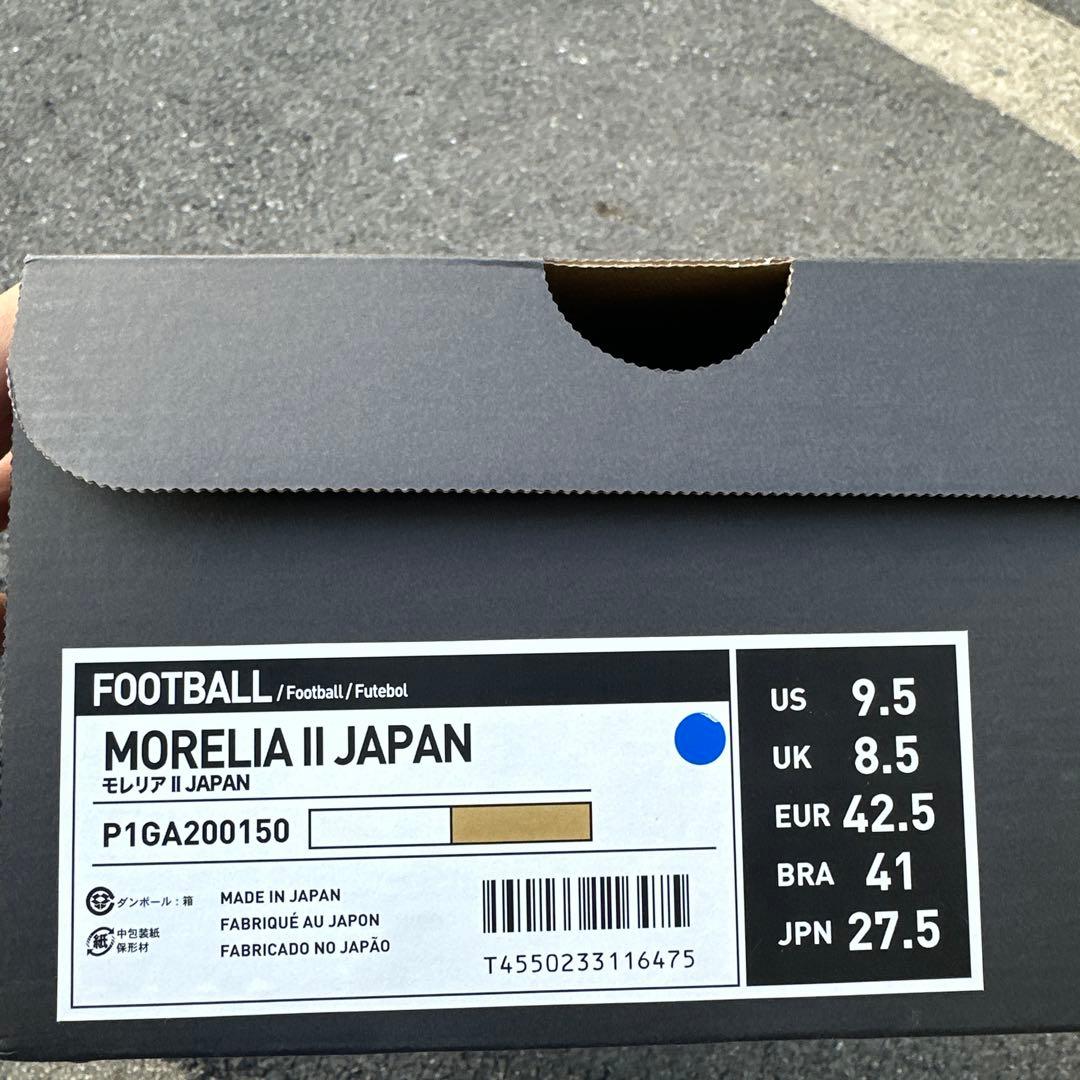 FOOTBALL / Football / Futebol
MORELIA II JAPAN
モレリア II JAPAN
P1GA200150
ダンボール : 箱
紙
中包装紙
保形材
MADE IN JAPAN
FABRIQUÉ AU JAPON
FABRICADO NO JAPÃO
T4550233116475
US 9.5
UK 8.5
EUR 42.5
BRA 41
JPN 27.5